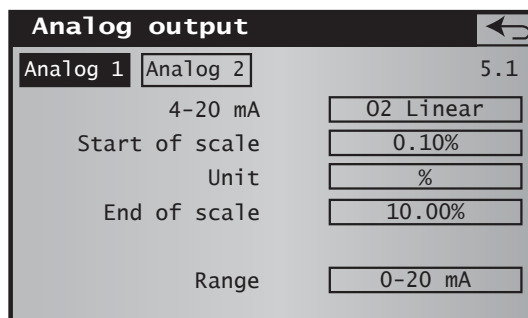 Analog output
Analog 1 Analog 2 5.1
4-20 mA O2 Linear
Start of scale 0.10%
Unit %
End of scale 10.00%
Range 0-20 mA